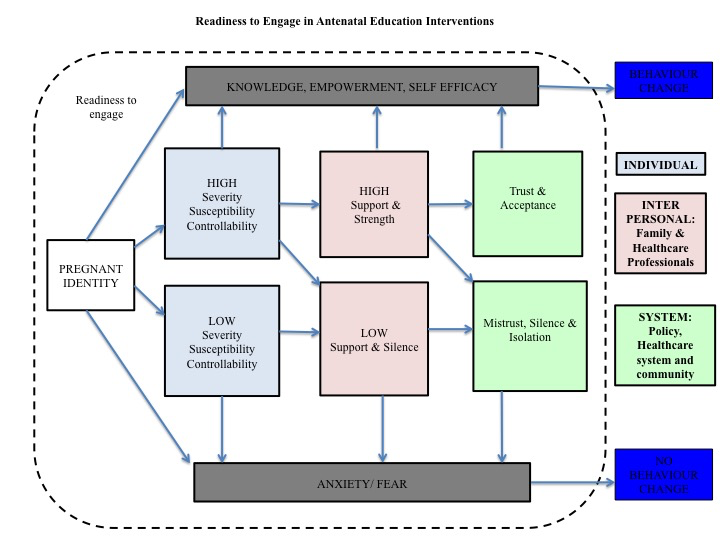 Readiness to Engage in Antenatal Education Interventions
Readiness to
engage
KNOWLEDGE, EMPOWERMENT, SELF EFFICACY
BEHAVIOUR
CHANGE
HIGH
Severity
Susceptibility
Controllability
HIGH
Support &
Strength
Trust &
Acceptance
INDIVIDUAL
INTER
PERSONAL:
Family &
Healthcare
Professionals
PREGNANT
IDENTITY
LOW
Severity
Susceptibility
Controllability
LOW
Support & Silence
Mistrust, Silence &
Isolation
SYSTEM:
Policy,
Healthcare
system and
community
ANXIETY/ FEAR
NO
BEHAVIOUR
CHANGE